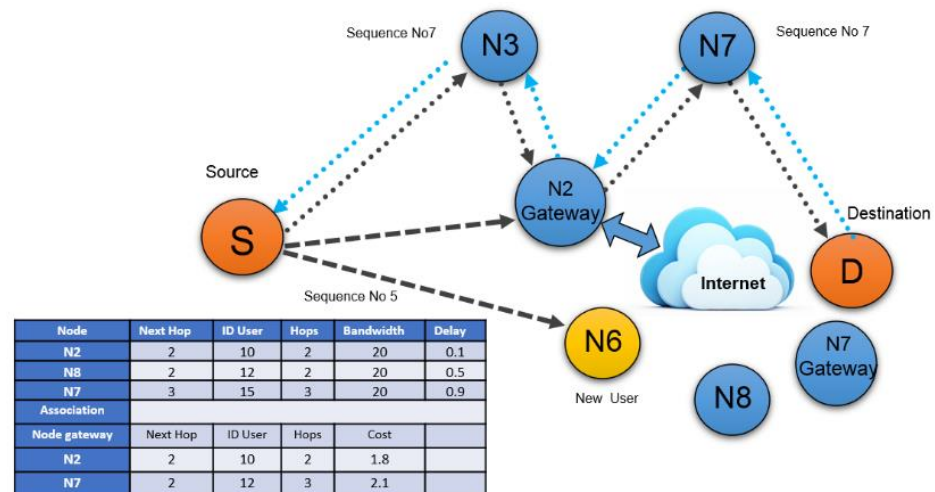 Sequence No7
N3
N7
Sequence No 7
Source
S
N2
Gateway
Destination
D
Internet
Sequence No 5
N6
New User
N8
N7
Gateway
Node Next Hop ID User Hops Bandwidth Delay
N2 2 10 2 20 0.1
N8 2 12 2 20 0.5
N7 3 15 3 20 0.9
Association
Node gateway Next Hop ID User Hops Cost
N2 2 10 2 1.8
N7 2 12 3 2.1